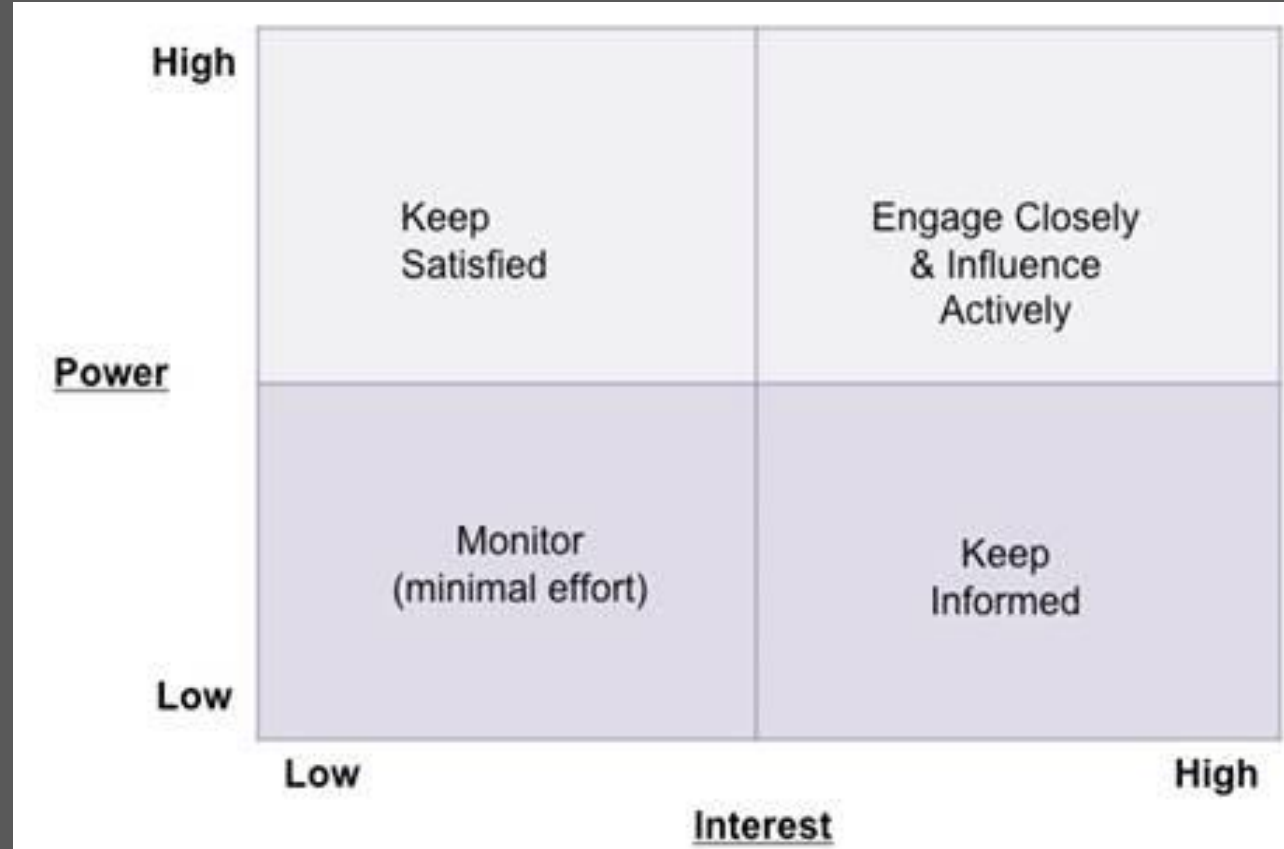 High
Keep
Satisfied
Engage Closely
& Influence
Actively
Power
Monitor
(minimal effort)
Keep
Informed
Low
Low
High
Interest